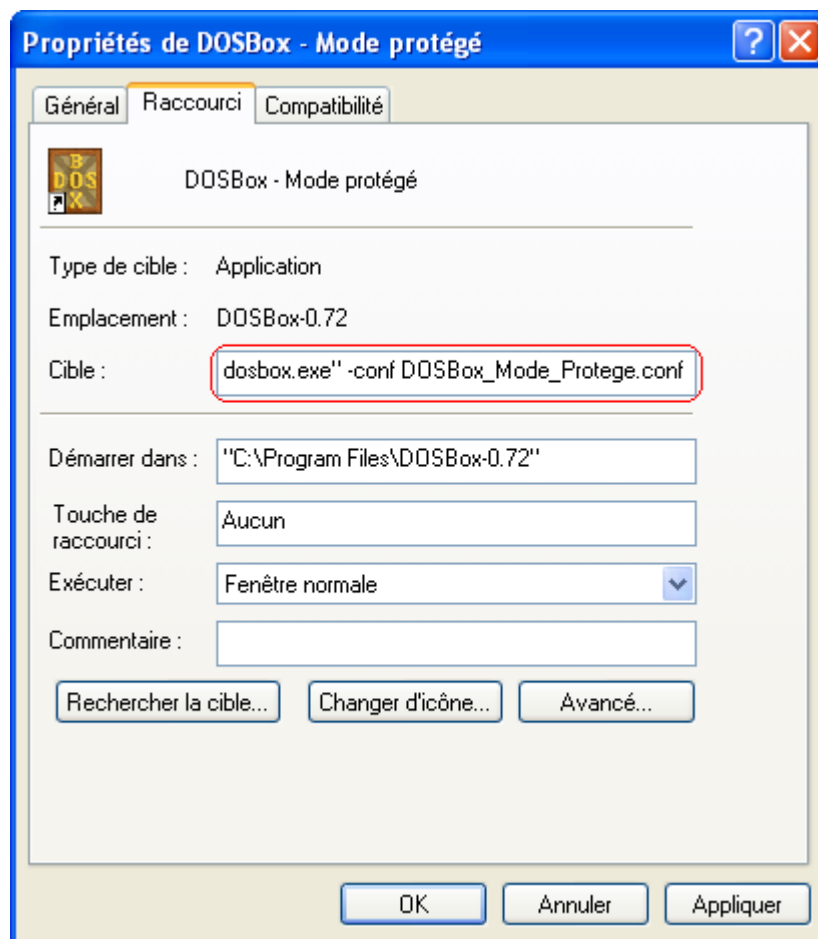 Propriétés de DOSBox - Mode protégé
Général Raccourci Compatibilité
DOSBox - Mode protégé
Type de cible : Application
Emplacement : DOSBox-0.72
Cible : dosbox.exe" -conf DOSBox_Mode_Protege.conf
Démarrer dans : "C:\Program Files\DOSBox-0.72"
Touche de
raccourci : Aucun
Exécuter : Fenêtre normale
Commentaire :
Rechercher la cible... Changer d'icône... Avancé...
OK Annuler Appliquer